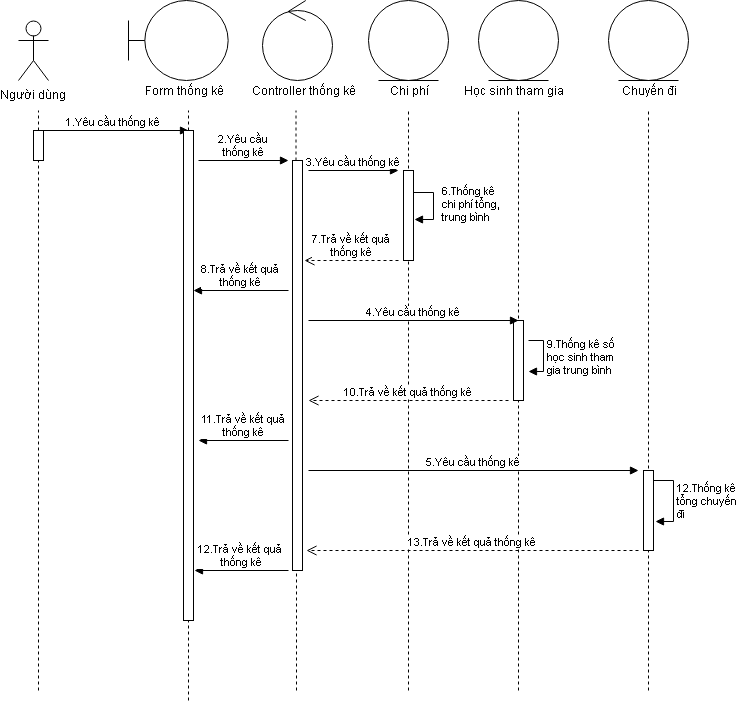 Người dùng
Form thống kê
Controller thống kê
Chi phí
Học sinh tham gia
Chuyến đi
1.Yêu cầu thống kê
2.Yêu cầu
thống kê
3.Yêu cầu thống kê
6.Thống kê
chi phí tổng,
trung bình
7.Trả về kết quả
thống kê
8.Trả về kết quả
thống kê
4.Yêu cầu thống kê
9.Thống kê số
học sinh tham
gia trung bình
10.Trả về kết quả thống kê
11.Trả về kết quả
thống kê
5.Yêu cầu thống kê
12.Thống kê
tổng chuyến
đi
13.Trả về kết quả thống kê
12.Trả về kết quả
thống kê